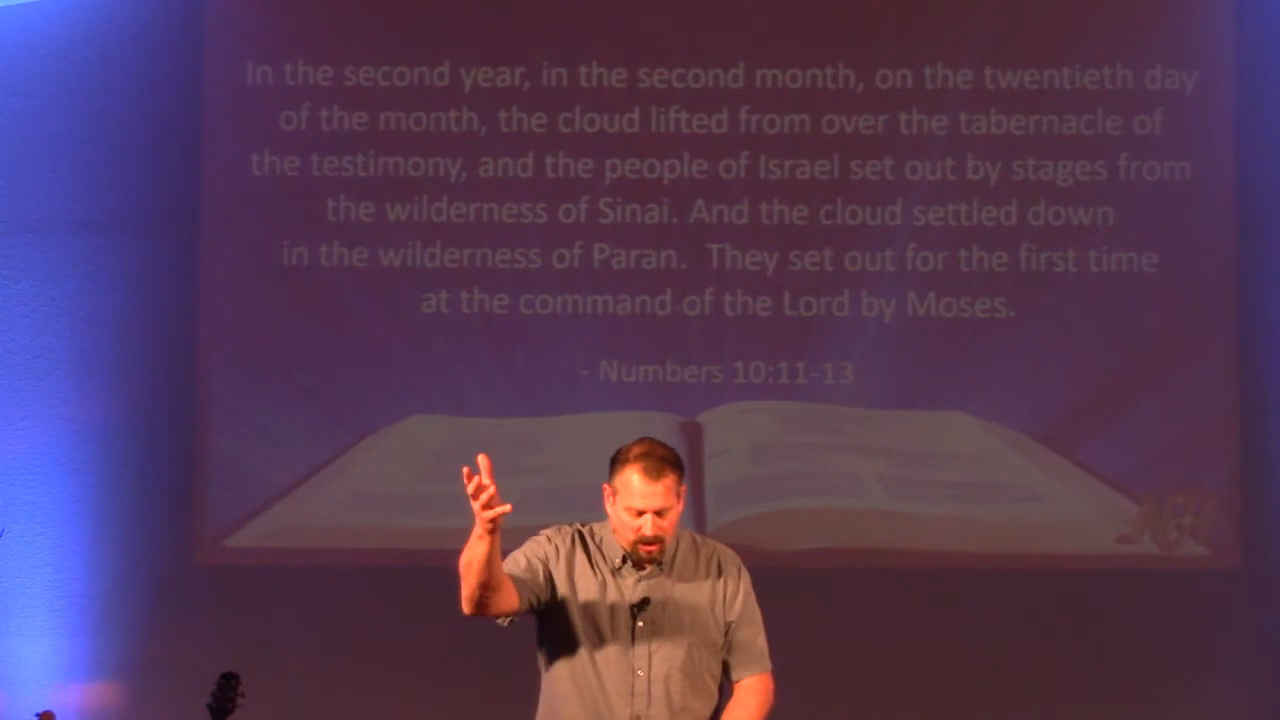 In the second year, in the second month, on the twentieth day
of the month, the cloud lifted from over the tabernacle of
the testimony, and the people of Israel set out by stages from
the wilderness of Sinai. And the cloud settled down
in the wilderness of Paran. They set out for the first time
at the command of the Lord by Moses.
- Numbers 10:11-13